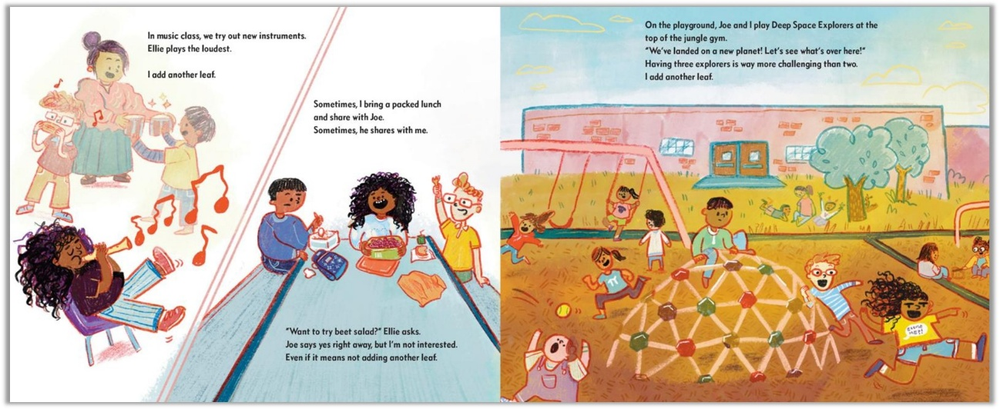 In music class, we try out new instruments.
Ellie plays the loudest.
I add another leaf.
Sometimes, I bring a packed lunch
and share with Joe.
Sometimes, he shares with me.
"Want to try beet salad?" Ellie asks.
Joe says yes right away, but I'm not interested.
Even if it means not adding another leaf.
On the playground, Joe and I play Deep Space Explorers at the
top of the jungle gym.
"We've landed on a new planet! Let's see what's over here!"
Having three explorers is way more challenging than two.
I add another leaf.